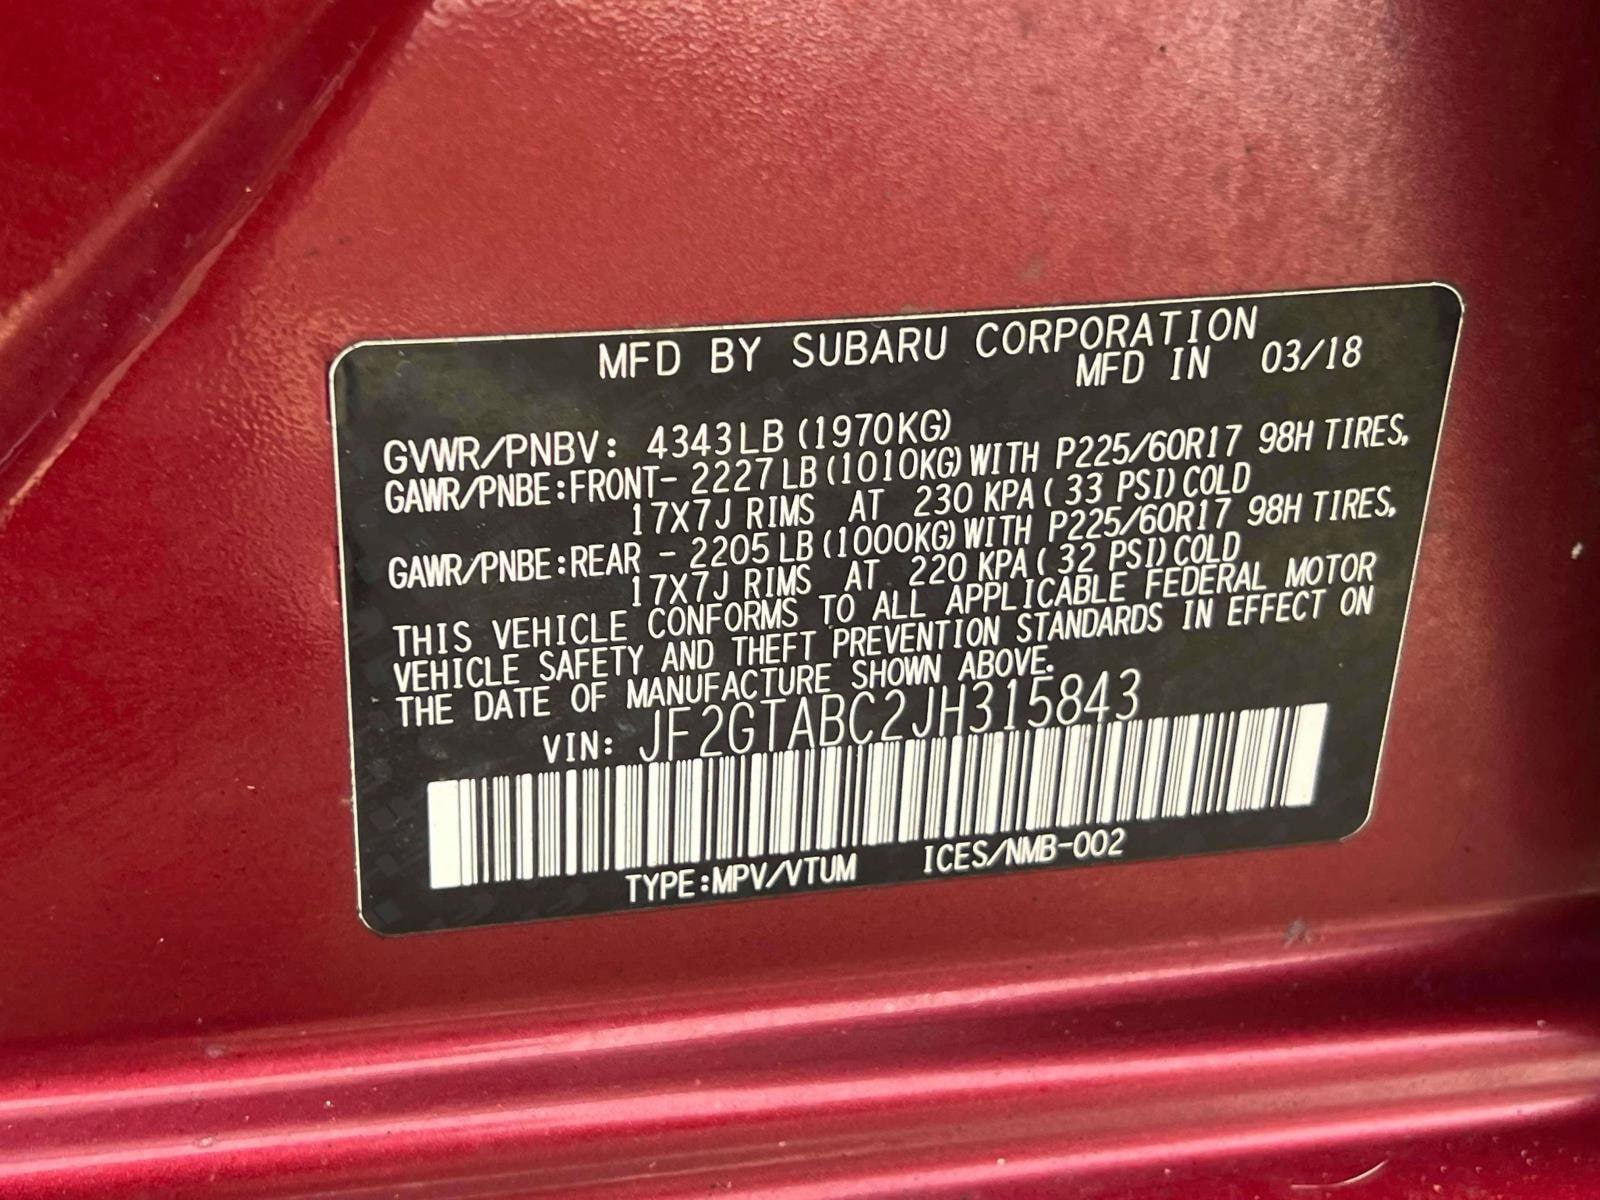 MFD BY SUBARU CORPORATION
MFD IN 03/18
GVWR/PNBV: 4343LB (1970KG)
GAWR/PNBE:FRONT- 2227LB (1010KG) WITH P225/60R17 98H TIRES,
17X7J RIMS AT 230 KPA ( 33 PSI) COLD
GAWR/PNBE:REAR - 2205LB (1000KG) WITH P225/60R17 98H TIRES,
17X7J RIMS AT 220 KPA ( 32 PSI) COLD
THIS VEHICLE CONFORMS TO ALL APPLICABLE FEDERAL MOTOR
VEHICLE SAFETY AND THEFT PREVENTION STANDARDS IN EFFECT ON
THE DATE OF MANUFACTURE SHOWN ABOVE.
VIN: JF2GTABC2JH315843
TYPE:MPV/VTUM ICES/NMB-002